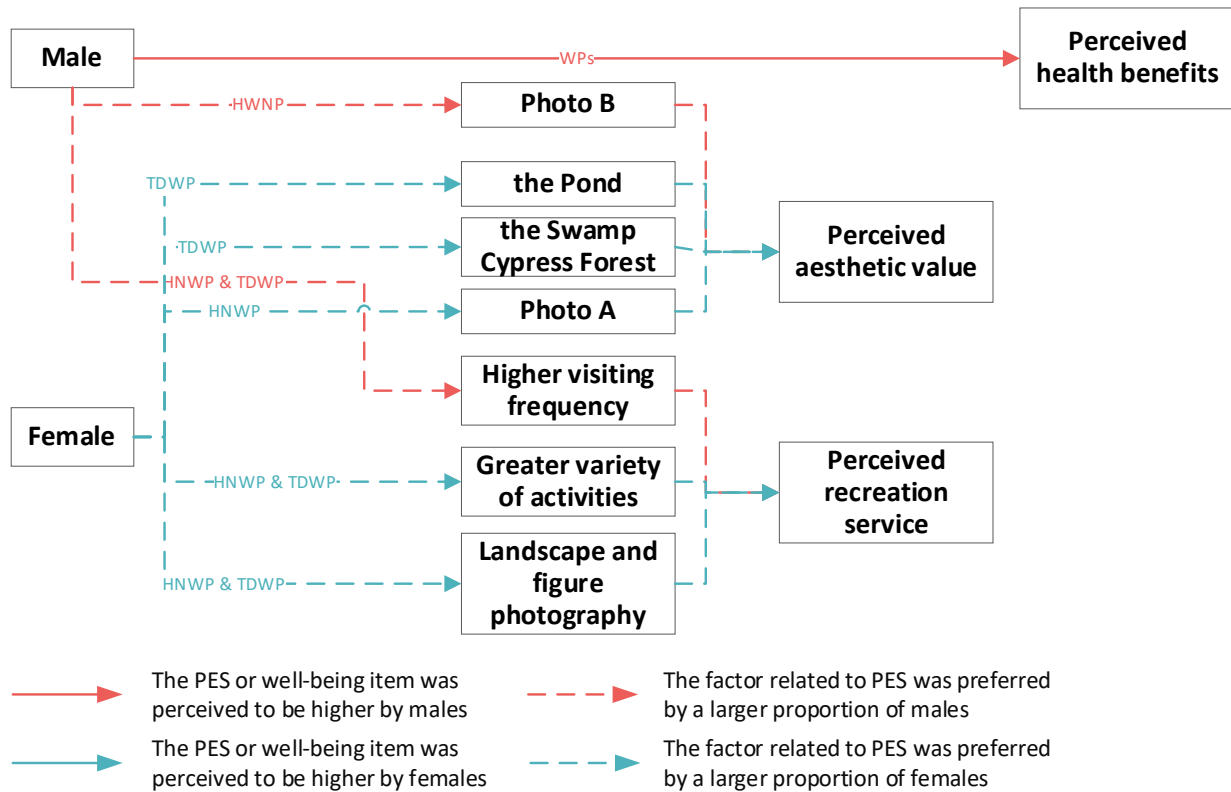 Male
WPs
Perceived
health benefits
HWNP
Photo B
TDWP
the Pond
TDWP
the Swamp
Cypress Forest
Perceived
aesthetic value
HNWP & TDWP
HNWP
Photo A
Higher visiting
frequency
Female
HNWP & TDWP
Greater variety
of activities
Perceived
recreation
service
HNWP & TDWP
Landscape and
figure
photography
The PES or well-being item was
perceived to be higher by males
The factor related to PES was preferred
by a larger proportion of males
The PES or well-being item was
perceived to be higher by females
The factor related to PES was preferred
by a larger proportion of females